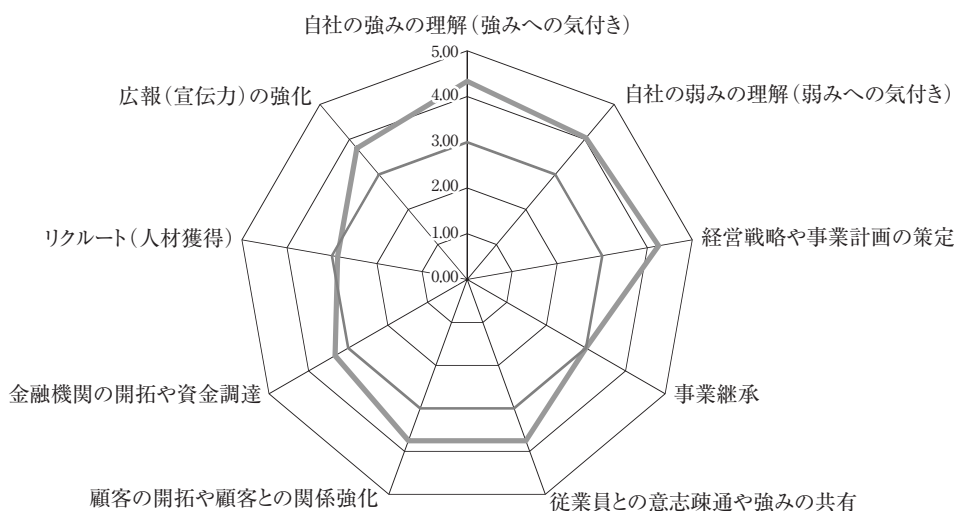 自社の強みの理解（強みへの気付き）
5.00
広報（宣伝力）の強化
4.00
自社の弱みの理解（弱みへの気付き）
3.00
2.00
リクルート（人材獲得）
経営戦略や事業計画の策定
1.00
0.00
金融機関の開拓や資金調達
事業継承
顧客の開拓や顧客との関係強化
従業員との意志疎通や強みの共有